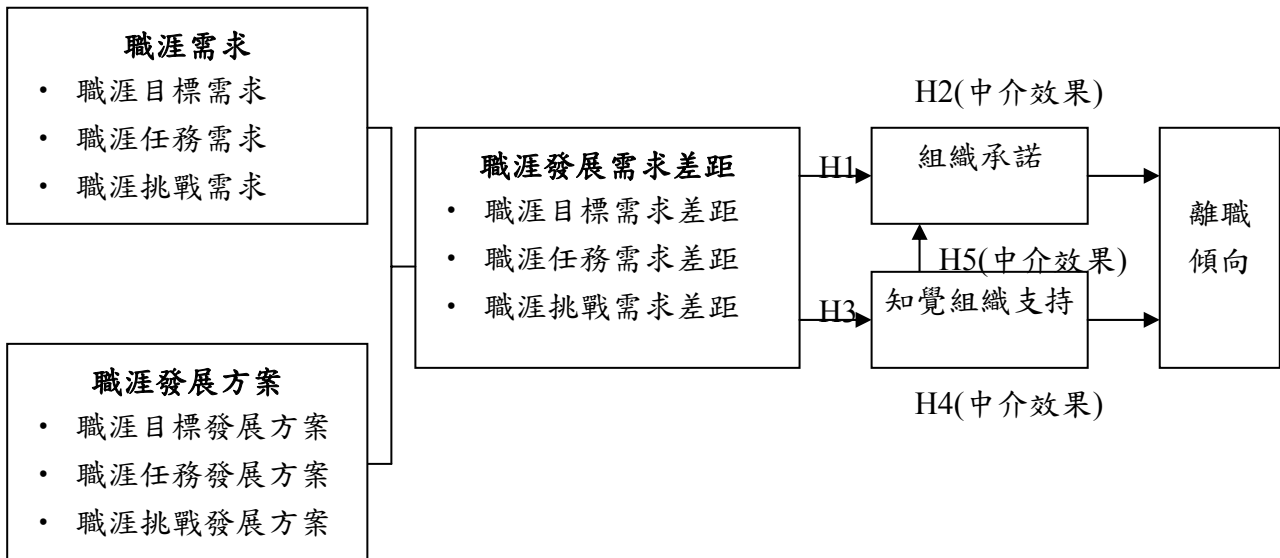 職涯需求
• 職涯目標需求
• 職涯任務需求
• 職涯挑戰需求
職涯發展方案
• 職涯目標發展方案
• 職涯任務發展方案
• 職涯挑戰發展方案
職涯發展需求差距
• 職涯目標需求差距
• 職涯任務需求差距
• 職涯挑戰需求差距
H1
H3
H2(中介效果)
組織承諾
H5(中介效果)
知覺組織支持
H4(中介效果)
離職
傾向